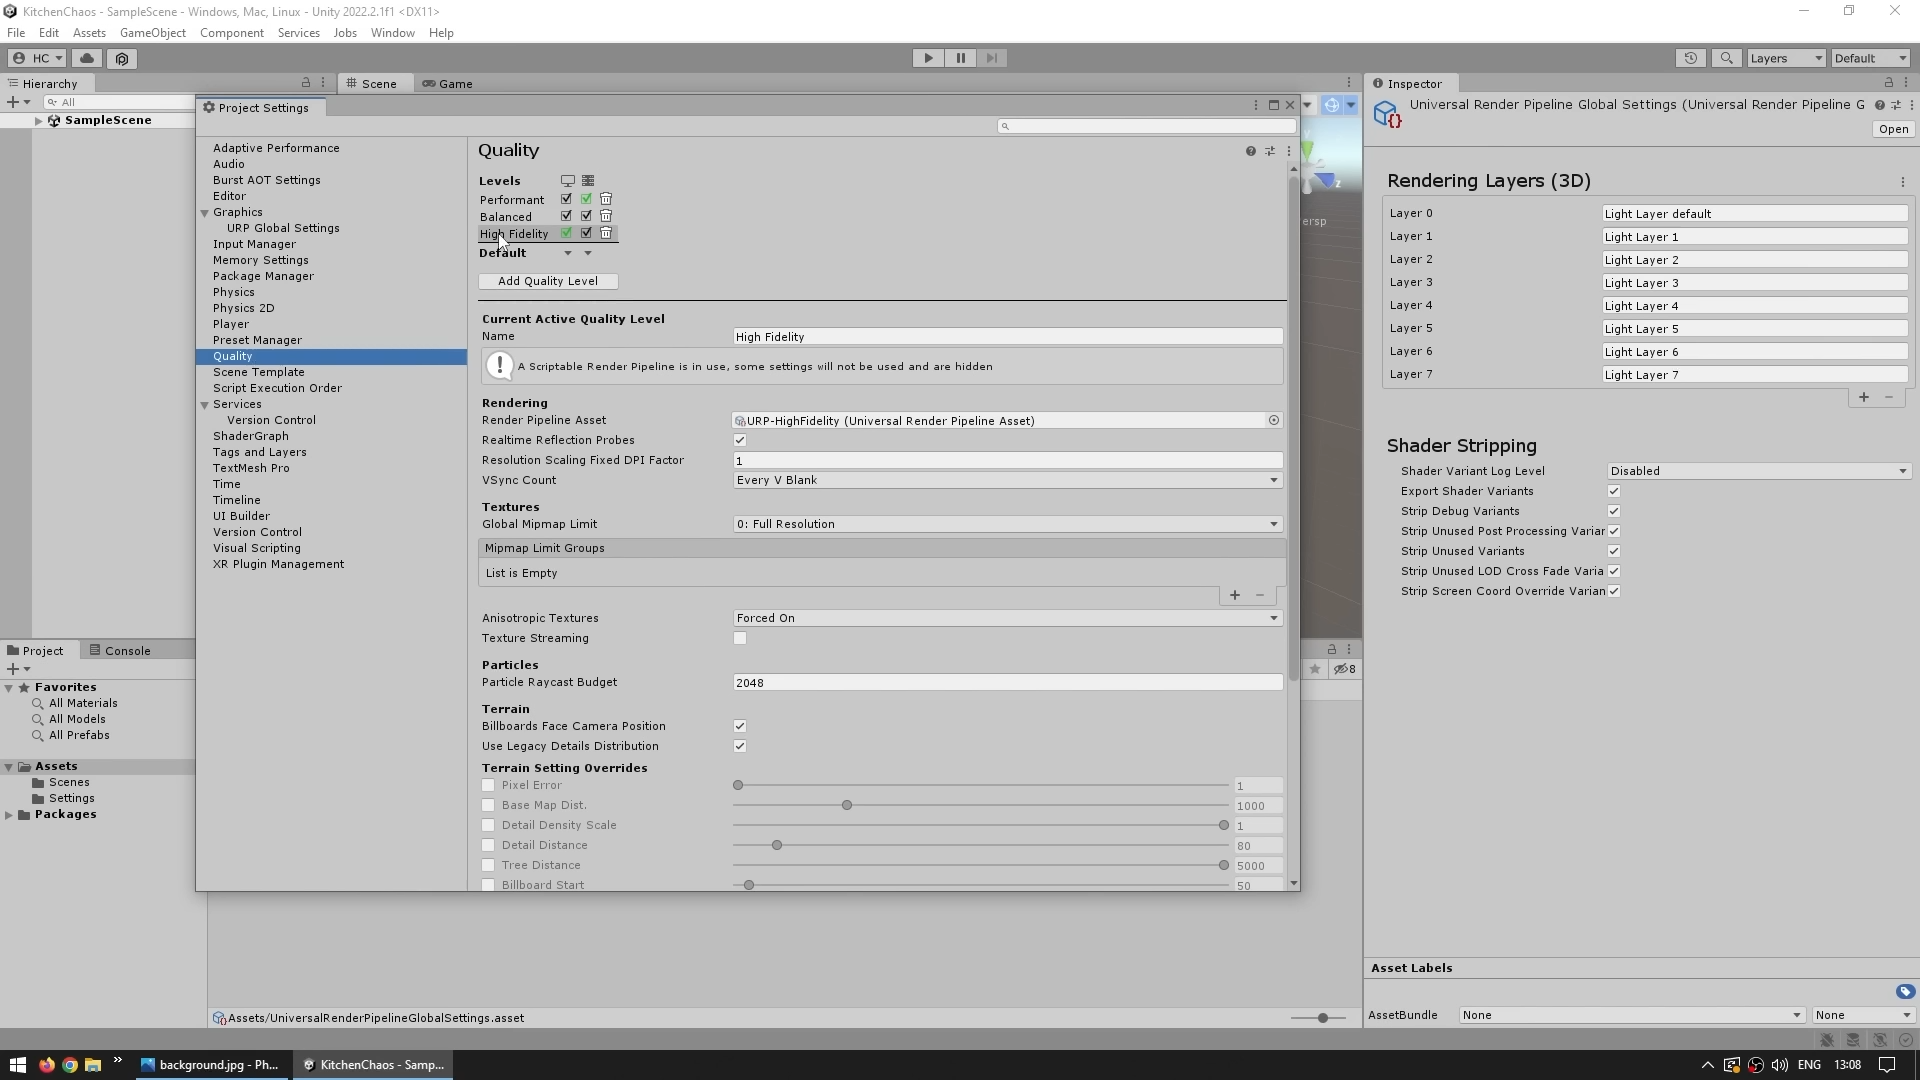 KitchenChaos - SampleScene - Windows, Mac, Linux - Unity 2022.2.1f1 <DX11>
File Edit Assets GameObject Component Services Jobs Window Help
HC Layers Default
Hierarchy Scene Game Inspector
All
SampleScene
Project Settings
Universal Render Pipeline Global Settings (Universal Render Pipeline G
Open
Adaptive Performance
Audio
Burst AOT Settings
Editor
Graphics
URP Global Settings
Input Manager
Memory Settings
Package Manager
Physics
Physics 2D
Player
Preset Manager
Quality
Scene Template
Script Execution Order
Services
Version Control
ShaderGraph
Tags and Layers
TextMesh Pro
Time
Timeline
UI Builder
Version Control
Visual Scripting
XR Plugin Management
Quality
Levels
Performant
Balanced
High Fidelity
Default
Add Quality Level
Current Active Quality Level
Name High Fidelity
A Scriptable Render Pipeline is in use, some settings will not be used and are hidden
Rendering
Render Pipeline Asset URP-HighFidelity (Universal Render Pipeline Asset)
Realtime Reflection Probes
Resolution Scaling Fixed DPI Factor 1
VSync Count Every V Blank
Textures
Global Mipmap Limit 0: Full Resolution
Mipmap Limit Groups
List is Empty
Anisotropic Textures Forced On
Texture Streaming
Particles
Particle Raycast Budget 2048
Terrain
Billboards Face Camera Position
Use Legacy Details Distribution
Terrain Setting Overrides
Pixel Error 1
Base Map Dist. 1000
Detail Density Scale 1
Detail Distance 80
Tree Distance 5000
Billboard Start 50
y
z
ersp
8
Rendering Layers (3D)
Layer 0 Light Layer default
Layer 1 Light Layer 1
Layer 2 Light Layer 2
Layer 3 Light Layer 3
Layer 4 Light Layer 4
Layer 5 Light Layer 5
Layer 6 Light Layer 6
Layer 7 Light Layer 7
Shader Stripping
Shader Variant Log Level Disabled
Export Shader Variants
Strip Debug Variants
Strip Unused Post Processing Varian
Strip Unused Variants
Strip Unused LOD Cross Fade Varia
Strip Screen Coord Override Varian
Project Console
Favorites
All Materials
All Models
All Prefabs
Assets
Scenes
Settings
Packages
Assets/UniversalRenderPipelineGlobalSettings.asset
Asset Labels
AssetBundle None None
background.jpg - Ph... KitchenChaos - Samp... ENG 13:08